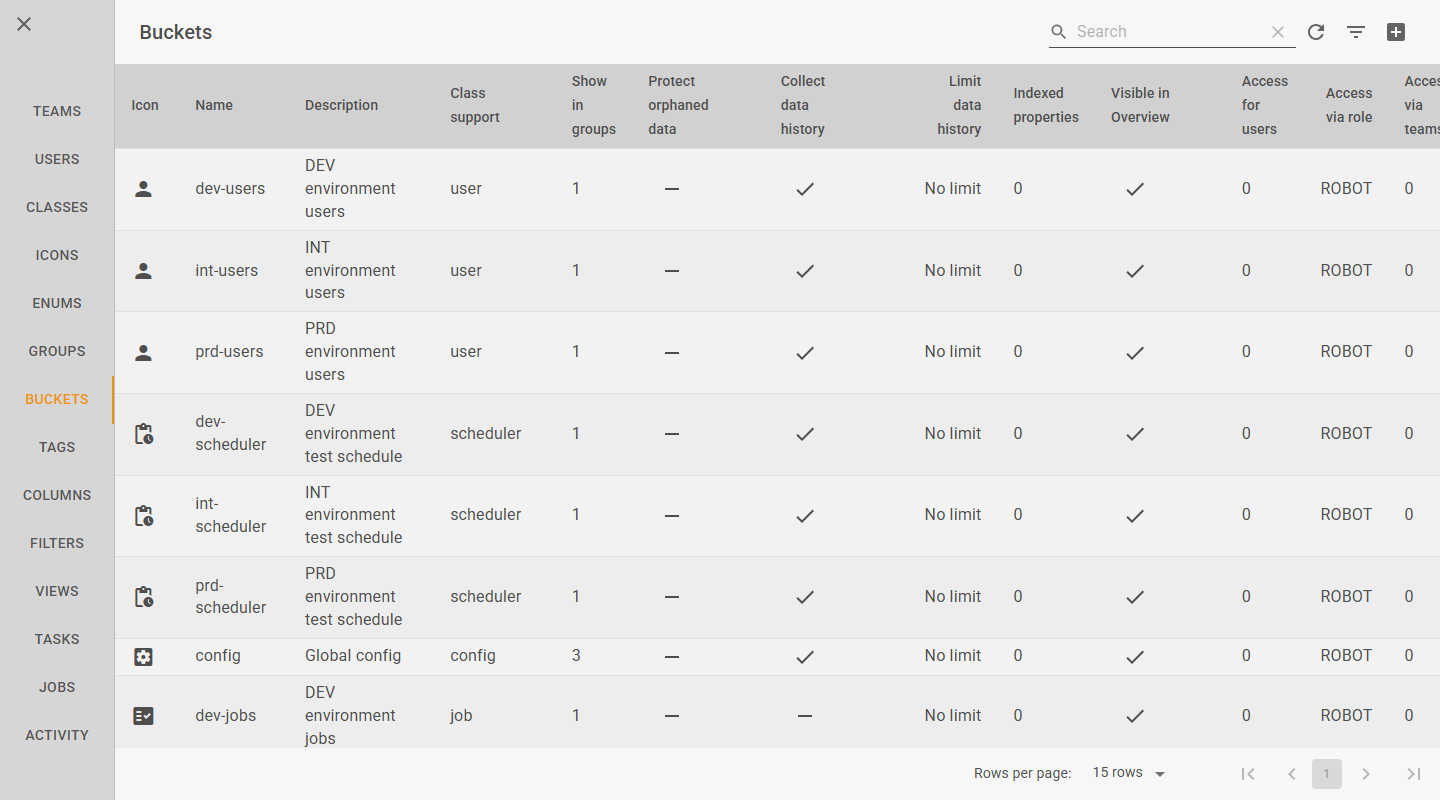 Buckets
Search
TEAMS
USERS
CLASSES
ICONS
ENUMS
GROUPS
BUCKETS
TAGS
COLUMNS
FILTERS
VIEWS
TASKS
JOBS
ACTIVITY
Icon
Name
Description
Class
support
Show
in
groups
Protect
orphaned
data
Collect
data
history
Limit
data
history
Indexed
properties
Visible in
Overview
Access
for
users
Access
via role
Acces
via
teams
dev-users
DEV
environment
users
user
1
No limit
0
0
ROBOT
0
int-users
INT
environment
users
user
1
No limit
0
0
ROBOT
0
prd-users
PRD
environment
users
user
1
No limit
0
0
ROBOT
0
dev-
scheduler
DEV
environment
test schedule
scheduler
1
No limit
0
0
ROBOT
0
int-
scheduler
INT
environment
test schedule
scheduler
1
No limit
0
0
ROBOT
0
prd-
scheduler
PRD
environment
test schedule
scheduler
1
No limit
0
0
ROBOT
0
config
Global config
config
3
No limit
0
0
ROBOT
0
dev-jobs
DEV
environment
jobs
job
1
No limit
0
0
ROBOT
0
Rows per page:
15 rows
1